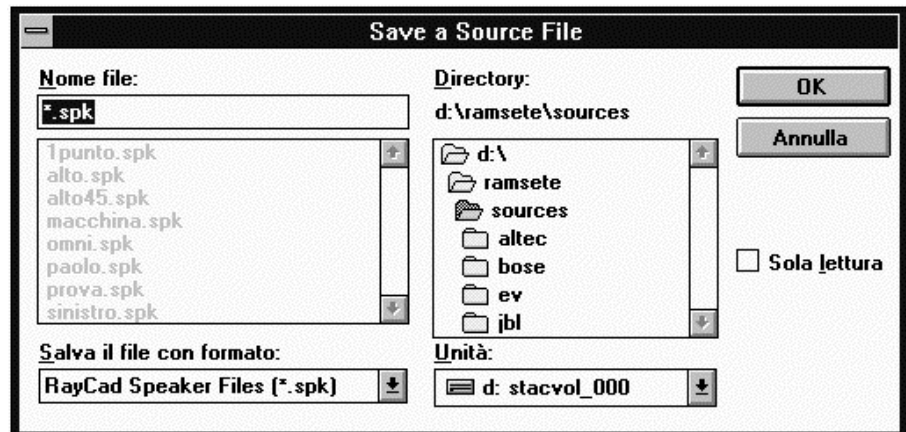 Save a Source File
Nome file:
*.spk
1punto.spk
alto.spk
alto45.spk
macchina.spk
omni.spk
paolo.spk
prova.spk
sinistro.spk
Salva il file con formato:
RayCad Speaker Files (*.spk)
Directory:
d:\ramsete\sources
d:\
ramsete
sources
altec
bose
ev
jbl
Unità:
d: stacvol_000
OK
Annulla
Sola lettura